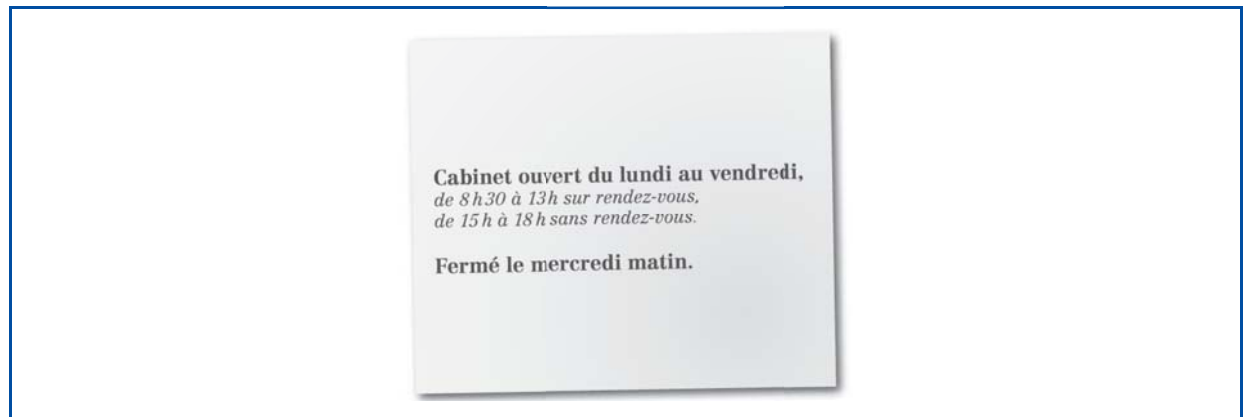 Cabinet ouvert du lundi au vendredi,
de 8h30 à 13h sur rendez-vous,
de 15h à 18h sans rendez-vous.
Fermé le mercredi matin.